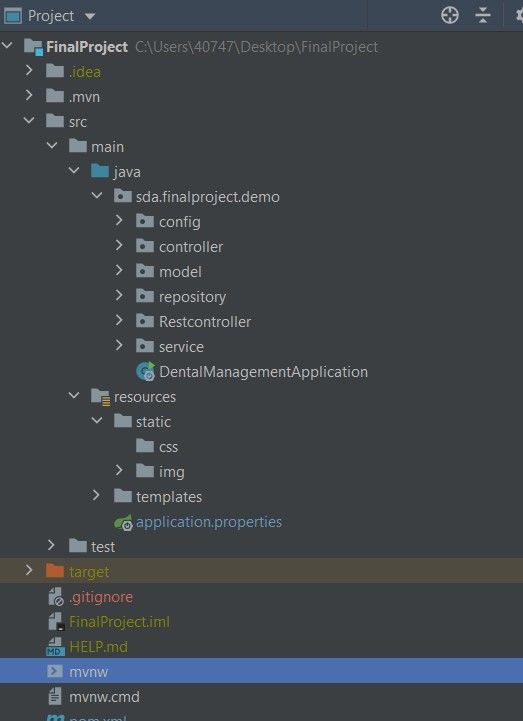 Project
FinalProject C:\Users\40747\Desktop\FinalProject
.idea
.mvn
src
main
java
sda.finalproject.demo
config
controller
model
repository
Restcontroller
service
DentalManagementApplication
resources
static
css
img
templates
application.properties
test
target
.gitignore
FinalProject.iml
MD HELP.md
mvnw
mvnw.cmd
pom.xml